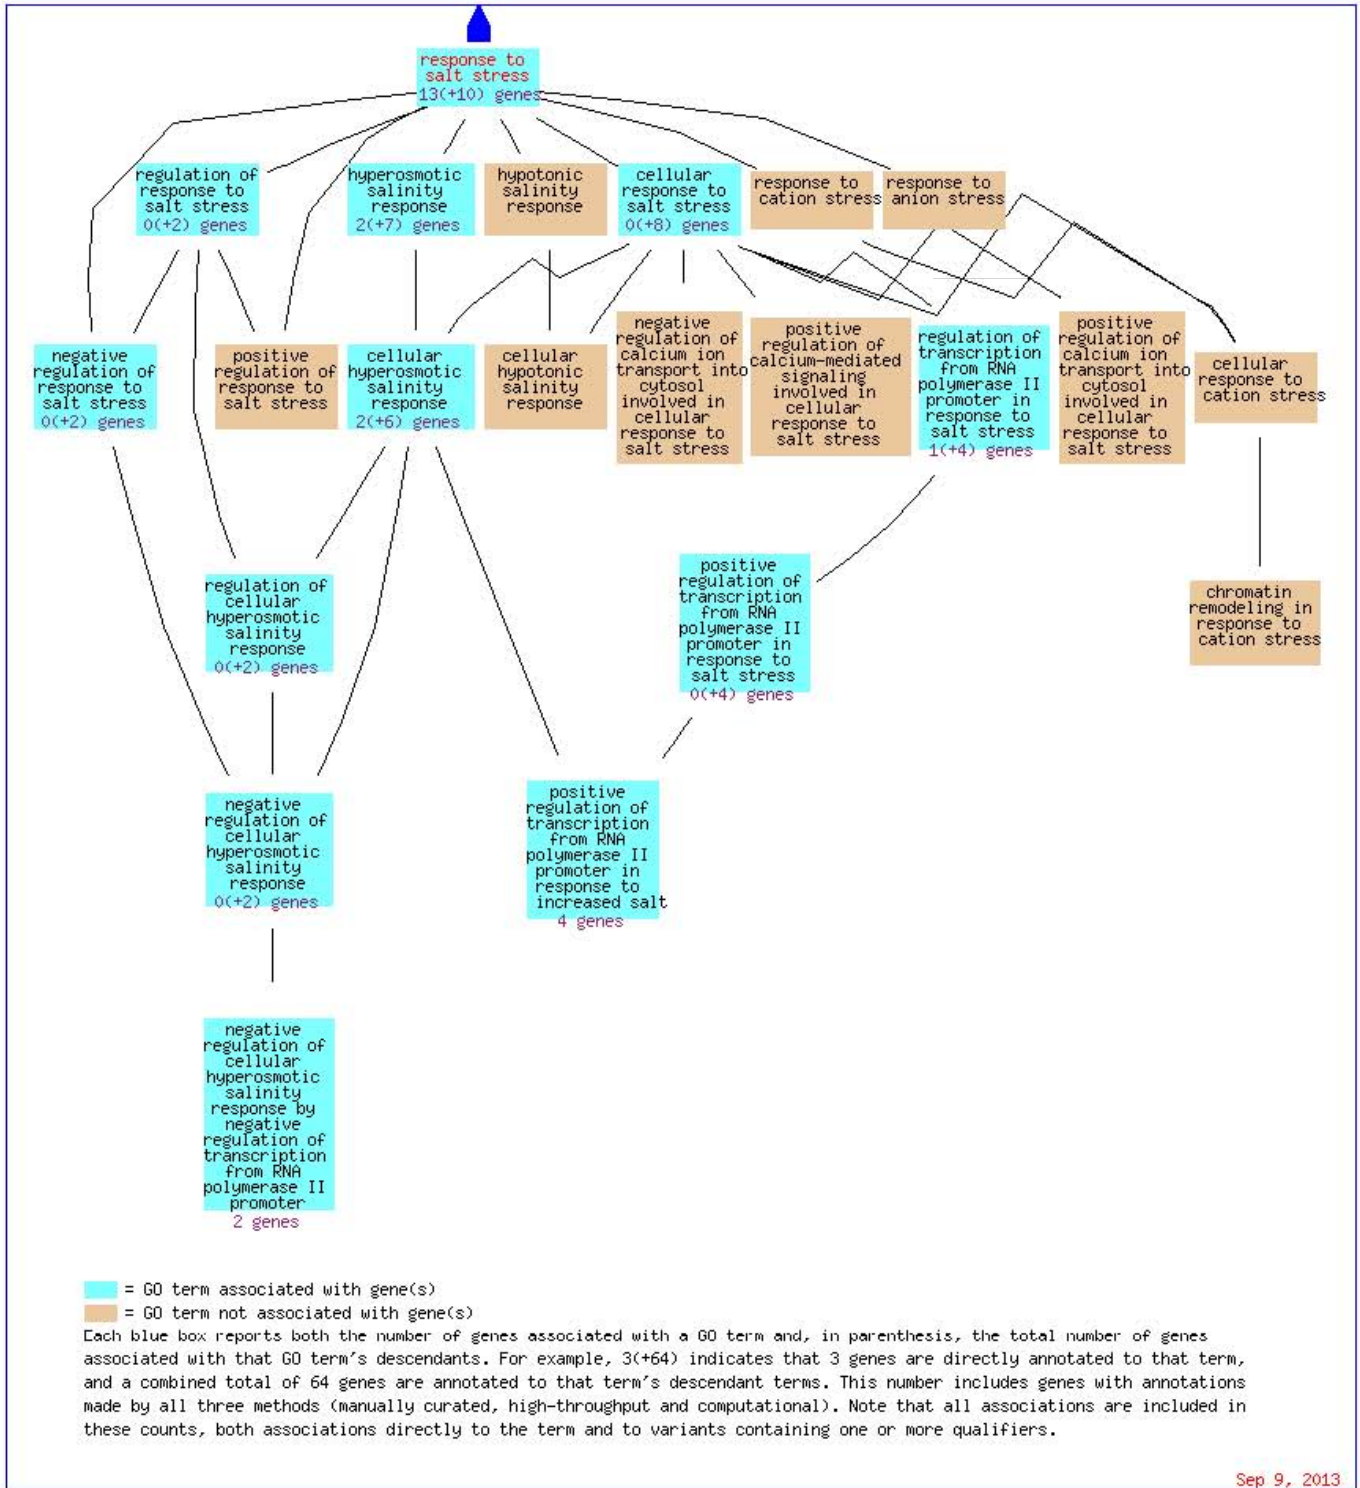 response to
salt stress
13(+10) genes
regulation of
response to
salt stress
0(+2) genes
hyperosmotic
salinity
response
2(+7) genes
hypotonic
salinity
response
cellular
response to
salt stress
0(+8) genes
response to
cation stress
response to
anion stress
negative
regulation of
response to
salt stress
0(+2) genes
positive
regulation of
response to
salt stress
cellular
hyperosmotic
salinity
response
2(+6) genes
cellular
hypotonic
salinity
response
negative
regulation of
calcium ion
transport into
cytosol
involved in
cellular
response to
salt stress
positive
regulation of
calcium-mediated
signaling
involved in
cellular
response to
salt stress
regulation of
transcription
from RNA
polymerase II
promoter in
response to
salt stress
1(+4) genes
positive
regulation of
calcium ion
transport into
cytosol
involved in
cellular
response to
salt stress
cellular
response to
cation stress
regulation of
cellular
hyperosmotic
salinity
response
0(+2) genes
positive
regulation of
transcription
from RNA
polymerase II
promoter in
response to
salt stress
0(+4) genes
chromatin
remodeling in
response to
cation stress
negative
regulation of
cellular
hyperosmotic
salinity
response
0(+2) genes
positive
regulation of
transcription
from RNA
polymerase II
promoter in
response to
increased salt
4 genes
negative
regulation of
cellular
hyperosmotic
salinity
response by
negative
regulation of
transcription
from RNA
polymerase II
promoter
2 genes
= GO term associated with gene(s)
= GO term not associated with gene(s)
Each blue box reports both the number of genes associated with a GO term and, in parenthesis, the total number of genes
associated with that GO term's descendants. For example, 3(+64) indicates that 3 genes are directly annotated to that term,
and a combined total of 64 genes are annotated to that term's descendant terms. This number includes genes with annotations
made by all three methods (manually curated, high-throughput and computational). Note that all associations are included in
these counts, both associations directly to the term and to variants containing one or more qualifiers.
Sep 9, 2013